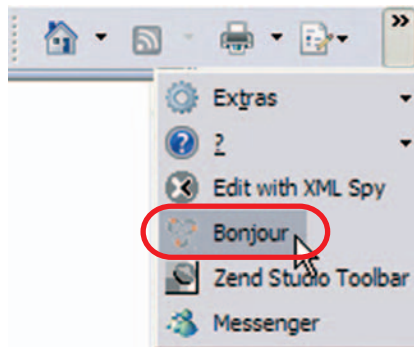 »
Extras
?
Edit with XML Spy
Bonjour
Zend Studio Toolbar
Messenger